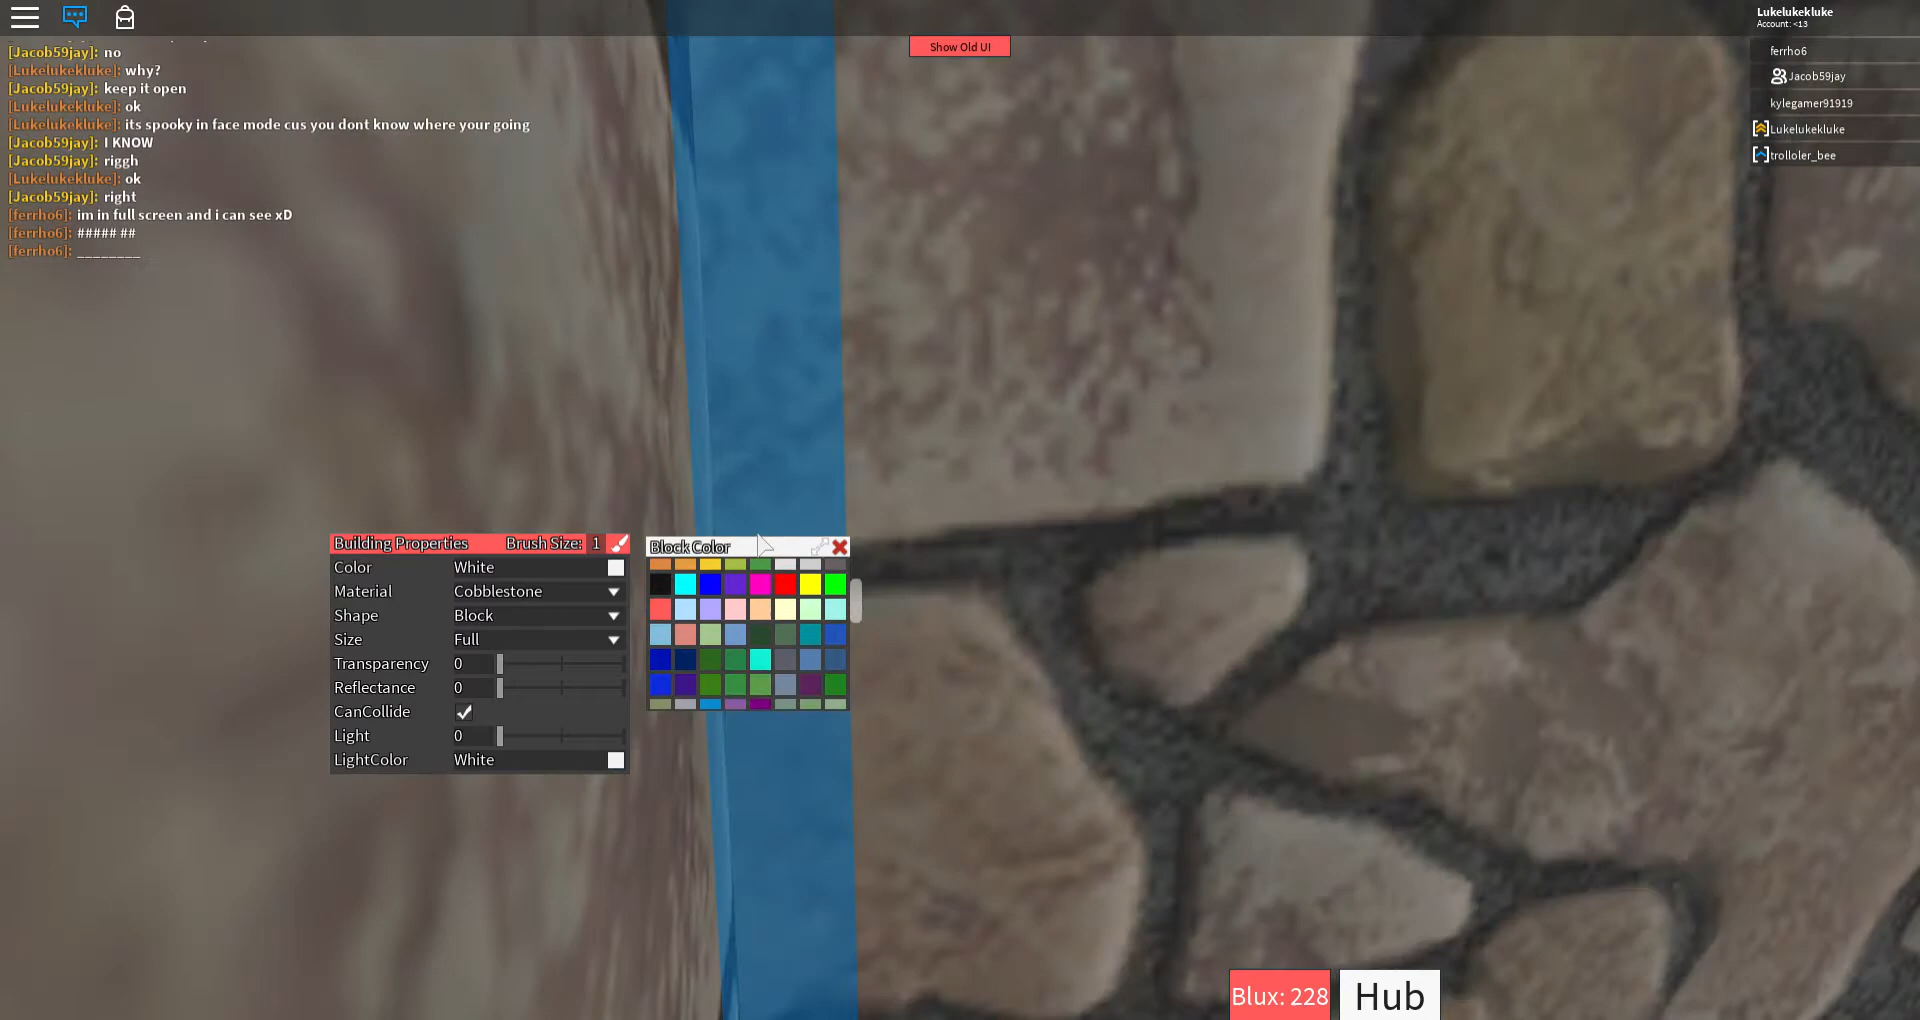 [Jacob59jay]: no
[Lukelukekluke]: why?
[Jacob59jay]: keep it open
[Lukelukekluke]: ok
[Lukelukekluke]: its spooky in face mode cus you dont know where your going
[Jacob59jay]: I KNOW
[Jacob59jay]: riggh
[Lukelukekluke]: ok
[Jacob59jay]: right
[ferrho6]: im in full screen and i can see xD
[ferrho6]: ##### ##
[ferrho6]: ________
Show Old UI
Lukelukekluke
Account: <13
ferrho6
Jacob59jay
kylegamer91919
Lukelukekluke
trolloler_bee
Building Properties Brush Size: 1
Color White
Material Cobblestone
Shape Block
Size Full
Transparency 0
Reflectance 0
CanCollide
Light 0
LightColor White
Block Color
Blux: 228
Hub